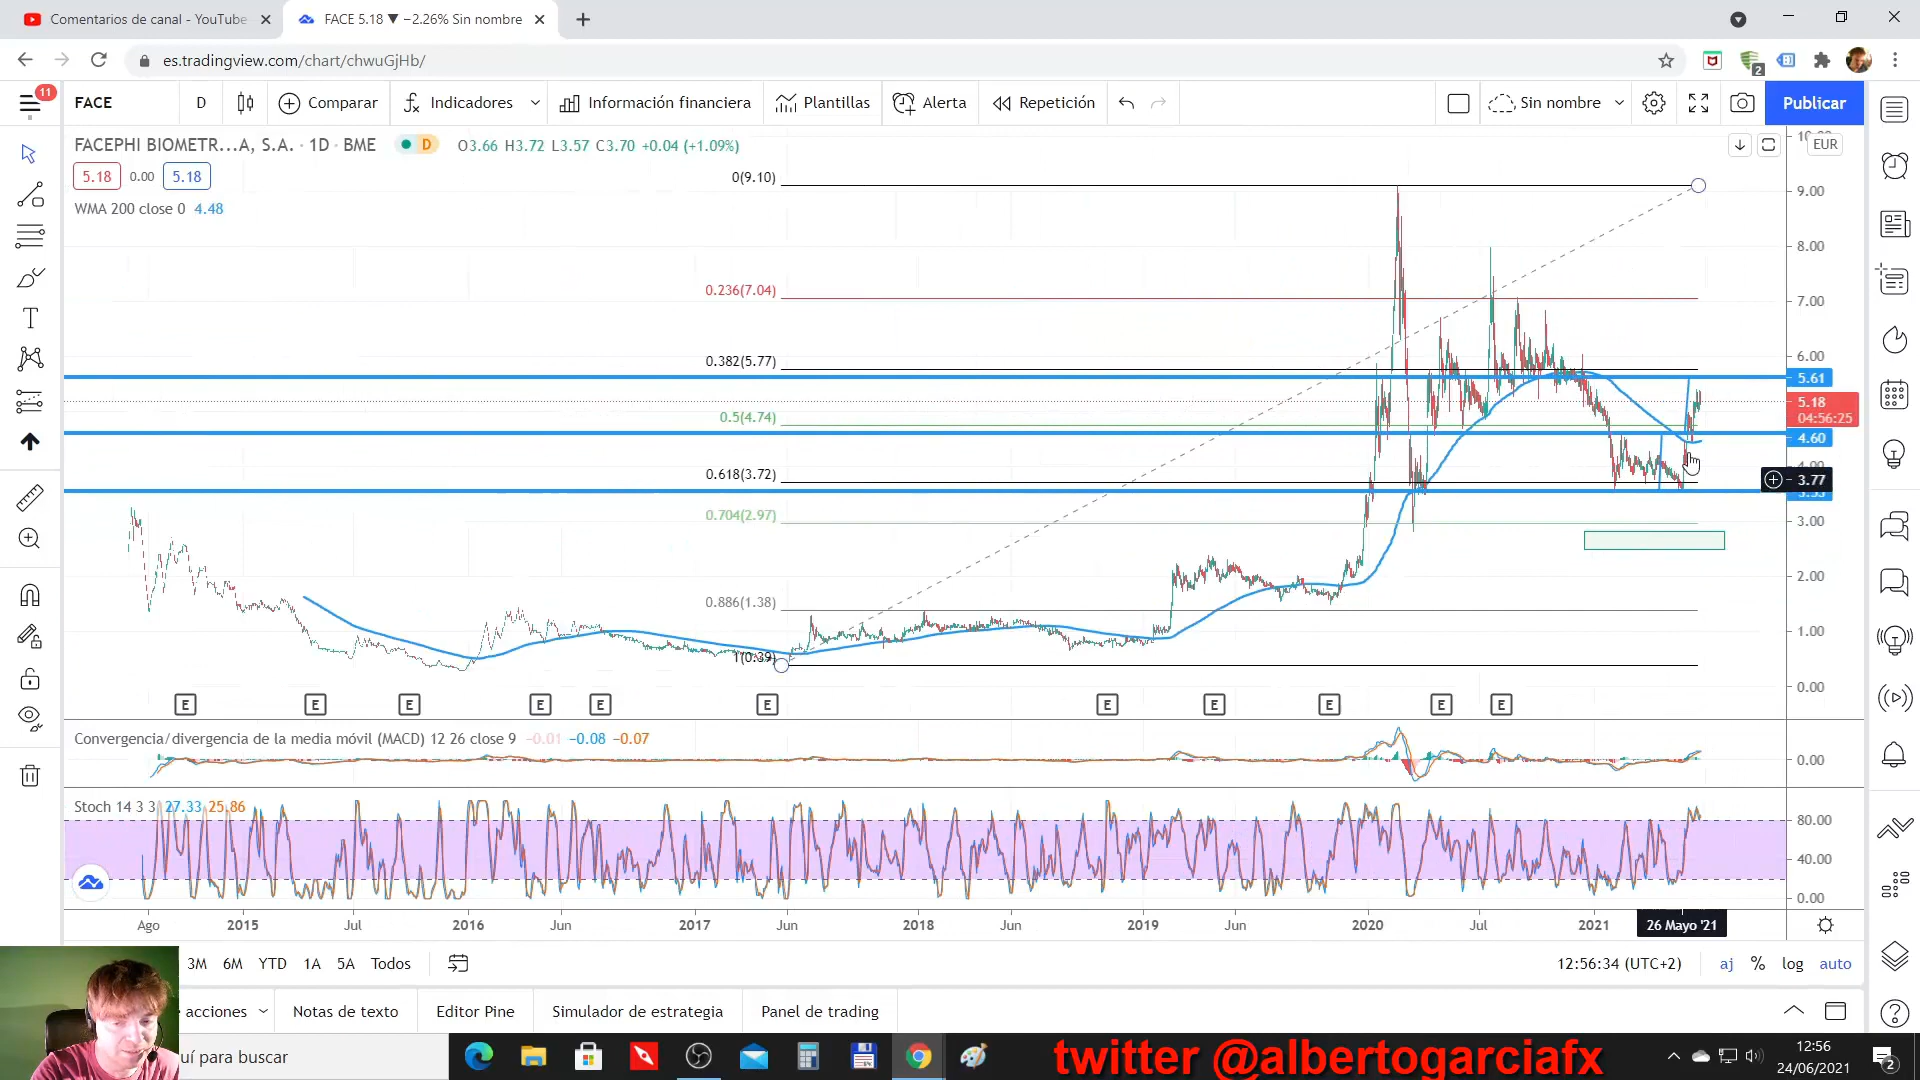 Comentarios de canal - YouTube
FACE 5.18 ▼ −2.26% Sin nombre
es.tradingview.com/chart/chwuGjHb/
2
11
FACE
D
Comparar
Indicadores
Información financiera
Plantillas
Alerta
Repetición
Sin nombre
Publicar
FACEPHI BIOMETR...A, S.A. · 1D · BME
D
O3.66 H3.72 L3.57 C3.70 +0.04 (+1.09%)
EUR
5.18 0.00 5.18
WMA 200 close 0 4.48
0(9.10)
0.236(7.04)
0.382(5.77)
0.5(4.74)
0.618(3.72)
0.704(2.97)
0.886(1.38)
1(0.39)
9.00
8.00
7.00
6.00
5.61
5.18
04:56:25
4.60
3.77
3.00
2.00
1.00
0.00
E E E E E E E E E E E
Convergencia/divergencia de la media móvil (MACD) 12 26 close 9 −0.01 −0.08 −0.07
0.00
Stoch 14 3 3 27.33 25.86
80.00
40.00
0.00
Ago 2015 Jul 2016 Jun 2017 Jun 2018 Jun 2019 Jun 2020 Jul 2021 26 Mayo '21
3M 6M YTD 1A 5A Todos
12:56:34 (UTC+2)
aj % log auto
acciones
Notas de texto
Editor Pine
Simulador de estrategia
Panel de trading
uí para buscar
twitter @albertogarciafx
12:56
24/06/2021
2